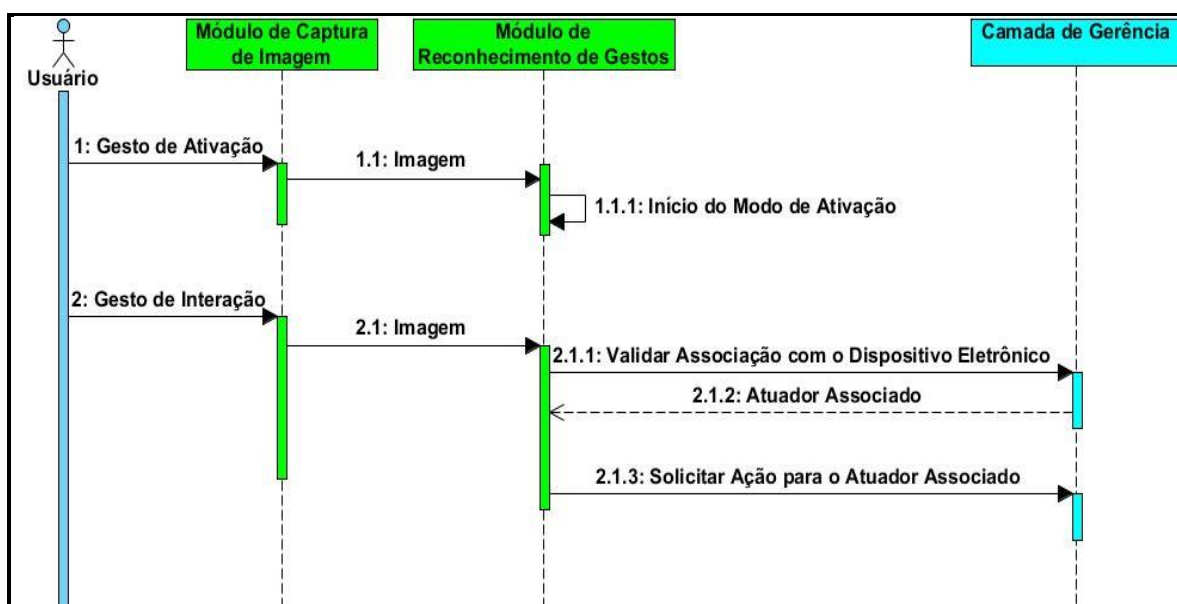 Usuário
Módulo de Captura
de Imagem
Módulo de
Reconhecimento de Gestos
Camada de Gerência
1: Gesto de Ativação
1.1: Imagem
1.1.1: Início do Modo de Ativação
2: Gesto de Interação
2.1: Imagem
2.1.1: Validar Associação com o Dispositivo Eletrônico
2.1.2: Atuador Associado
2.1.3: Solicitar Ação para o Atuador Associado